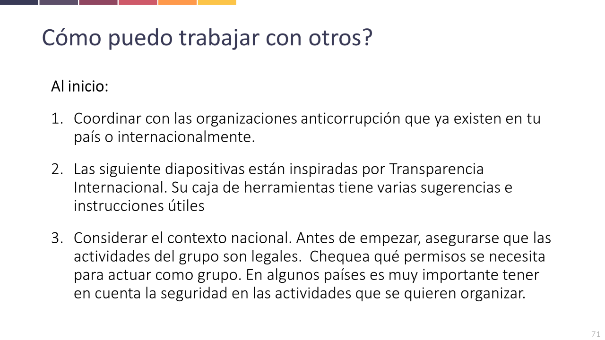 Cómo puedo trabajar con otros?
Al inicio:
1. Coordinar con las organizaciones anticorrupción que ya existen en tu
país o internacionalmente.
2. Las siguiente diapositivas están inspiradas por Transparencia
Internacional. Su caja de herramientas tiene varias sugerencias e
instrucciones útiles
3. Considerar el contexto nacional. Antes de empezar, asegurarse que las
actividades del grupo son legales.  Chequea qué permisos se necesita
para actuar como grupo. En algunos países es muy importante tener
en cuenta la seguridad en las actividades que se quieren organizar.
71